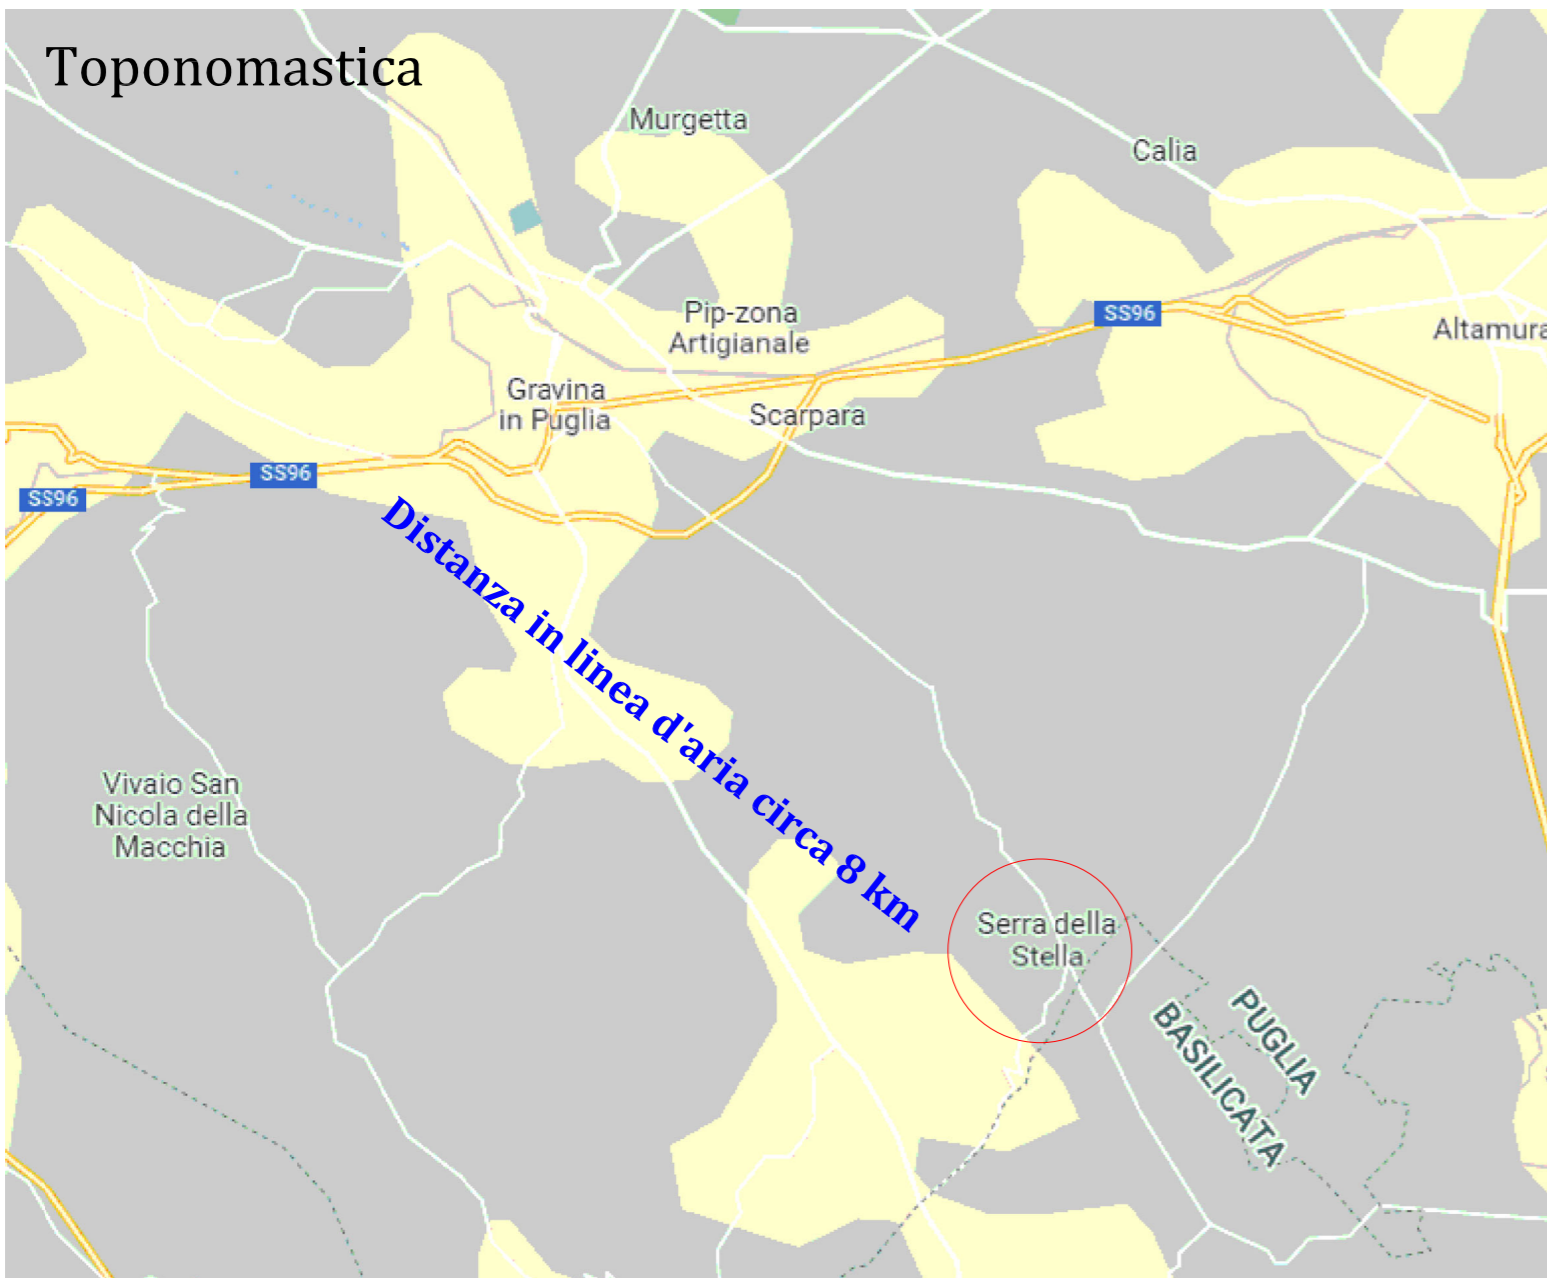 Toponomastica
Murgetta
Calia
Pip-zona
Artigianale
SS96
Altamura
Gravina
in Puglia
Scarpara
SS96
SS96
Distanza in linea d'aria circa 8 km
Vivaio San
Nicola della
Macchia
Serra della
Stella
PUGLIA
BASILICATA